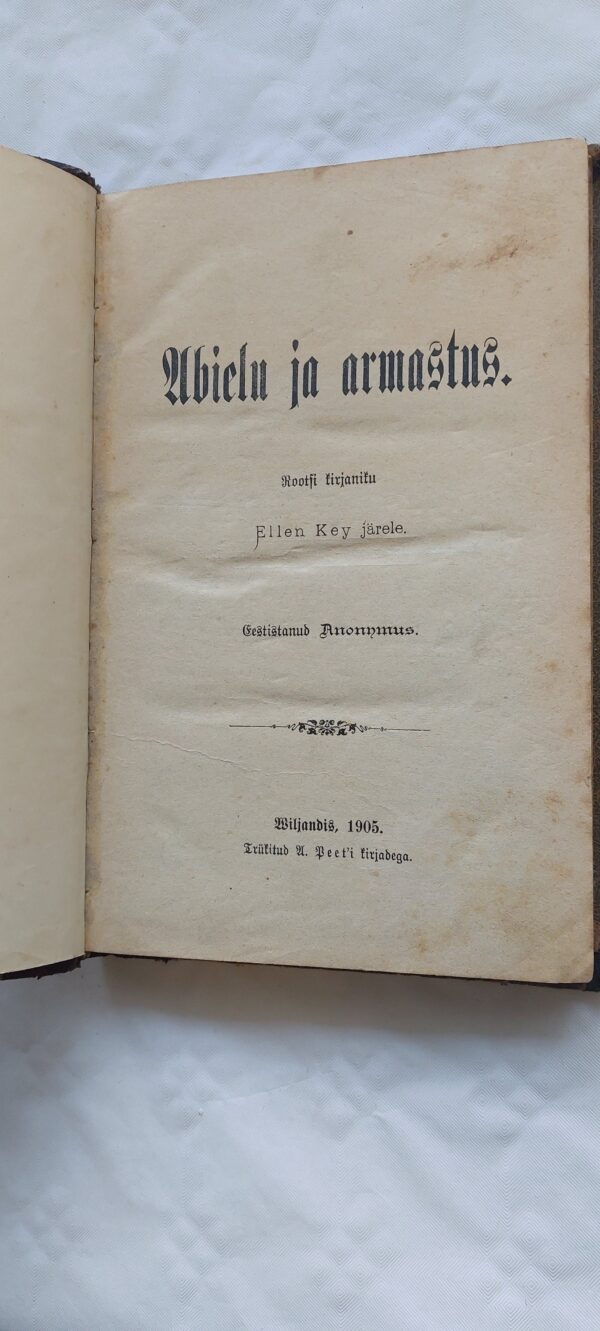 Abielu ja armastus.
Rootsi kirjaniku
Ellen Key järele.
Eestistanud Anonymus.
Wiljandis, 1905.
Trükitud A. Peet'i kirjadega.